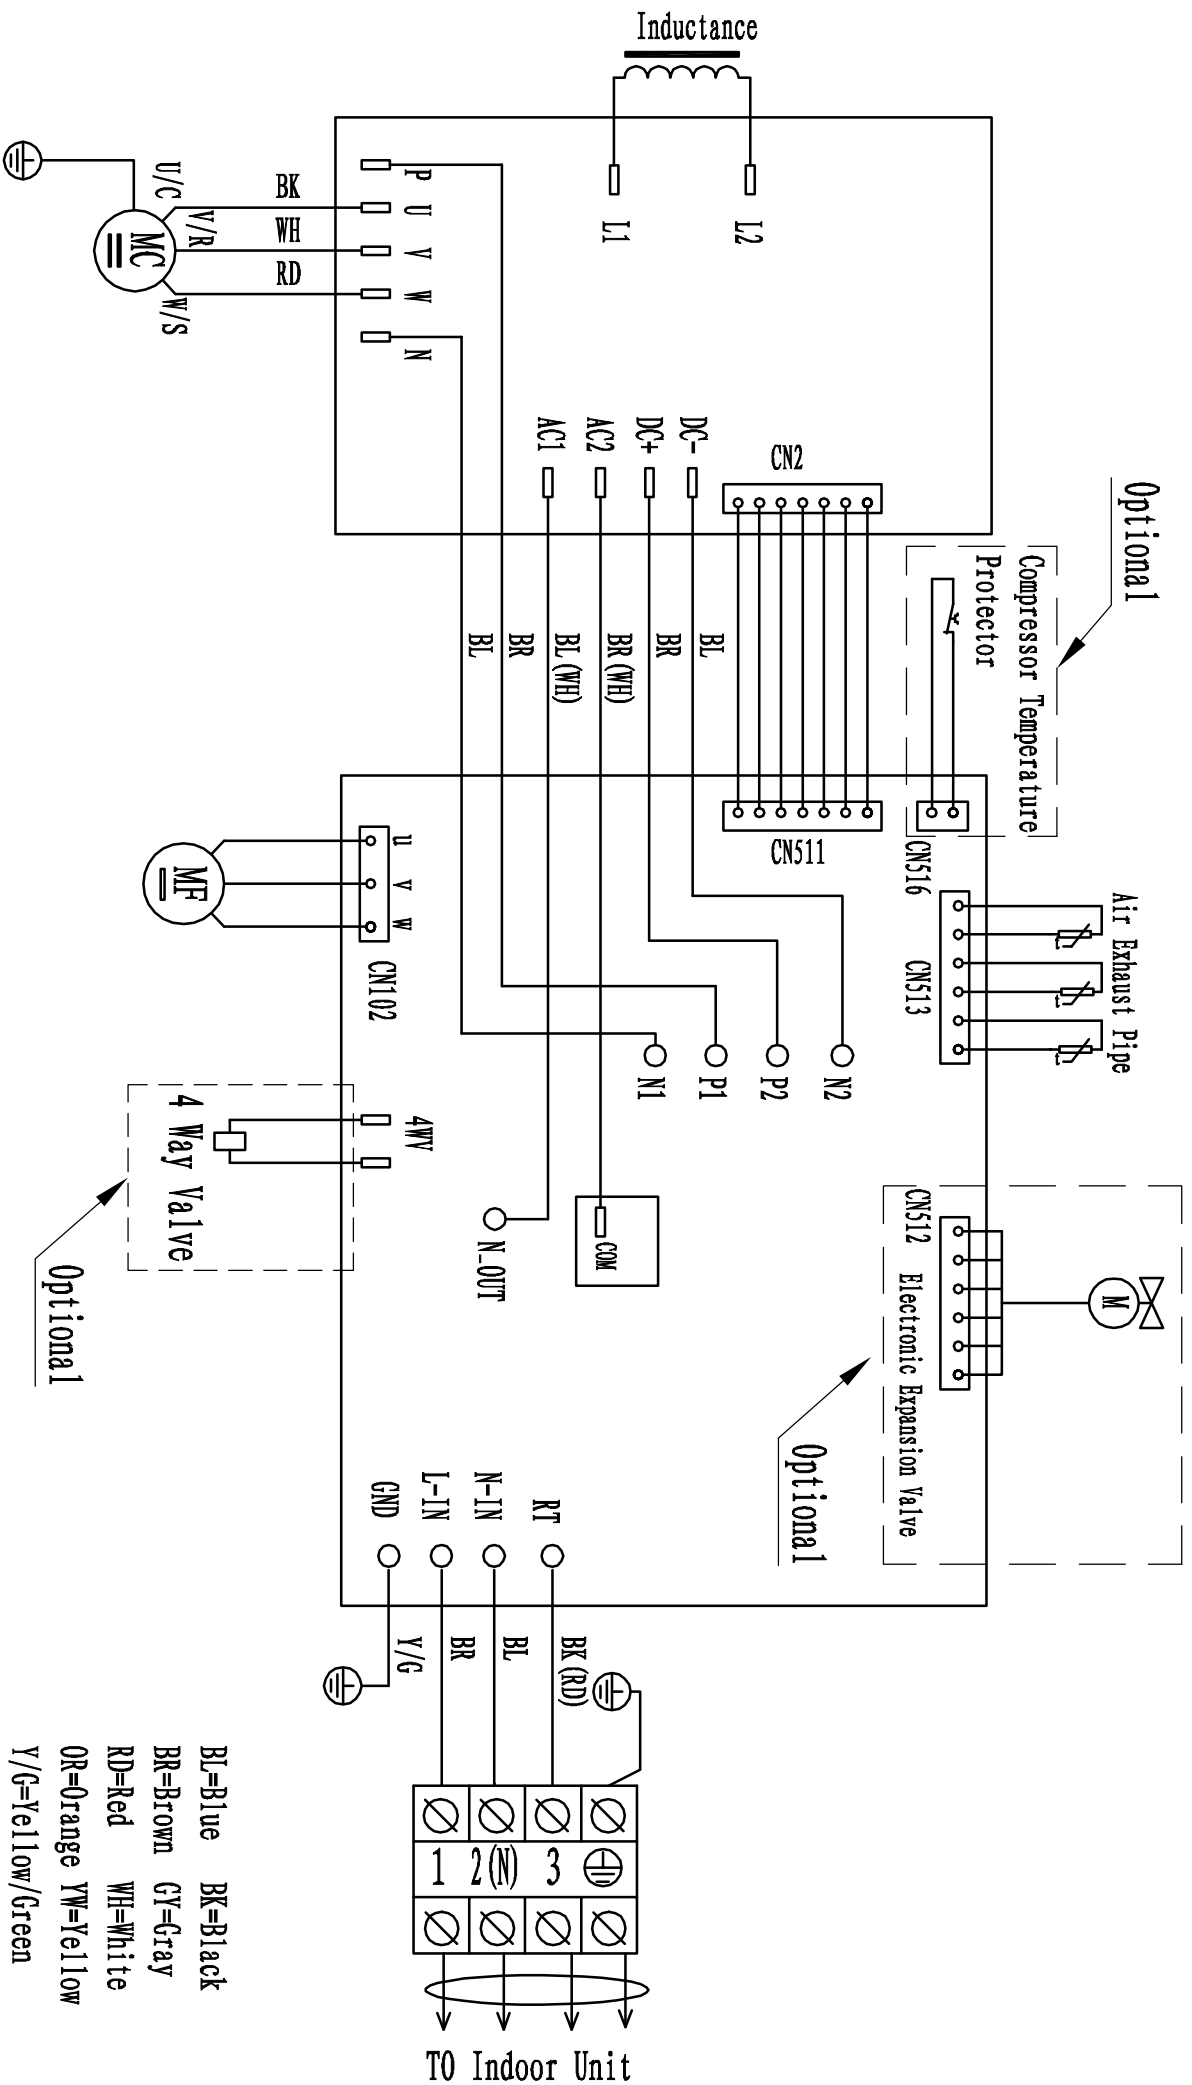 Inductance
L1
L2
P
U
V
W
N
BK
WH
RD
U/C
V/R
W/S
MC
AC1
AC2
DC+
DC-
CN2
Optional
Compressor Temperature
Protector
BL
BR
BL(WH)
BR(WH)
BR
BL
CN511
CN516
CN513
Air Exhaust Pipe
t
t
t
u
v
w
CN102
MF
N1
P1
P2
N2
4WV
4 Way Valve
Optional
N_OUT
COM
CN512
Electronic Expansion Valve
M
Optional
GND
L-IN
N-IN
RT
Y/G
BR
BL
BK(RD)
1
2(N)
3
TO Indoor Unit
BL=Blue BK=Black
BR=Brown GY=Gray
RD=Red WH=White
OR=Orange YW=Yellow
Y/G=Yellow/Green